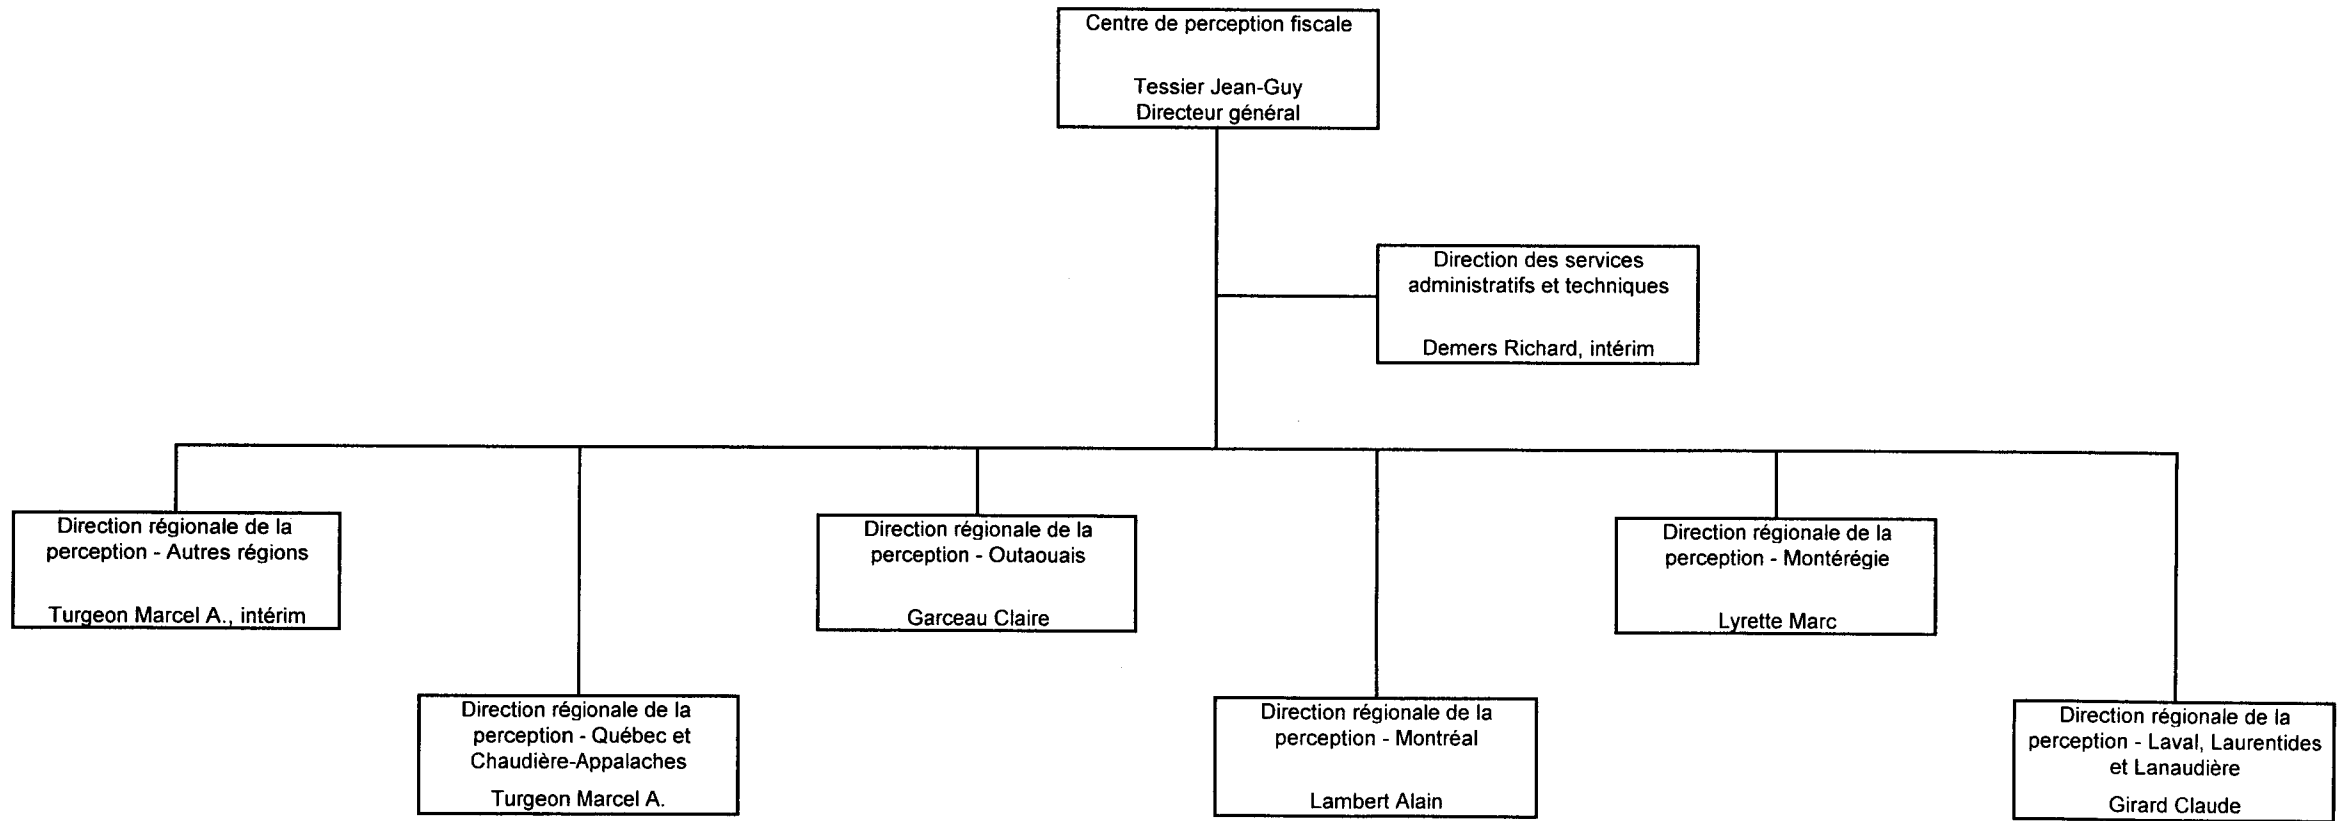 Centre de perception fiscale
Tessier Jean-Guy
Directeur général
Direction des services
administratifs et techniques
Demers Richard, intérim
Direction régionale de la
perception - Autres régions
Turgeon Marcel A., intérim
Direction régionale de la
perception - Outaouais
Garceau Claire
Direction régionale de la
perception - Montérégie
Lyrette Marc
Direction régionale de la
perception - Québec et
Chaudière-Appalaches
Turgeon Marcel A.
Direction régionale de la
perception - Montréal
Lambert Alain
Direction régionale de la
perception - Laval, Laurentides
et Lanaudière
Girard Claude